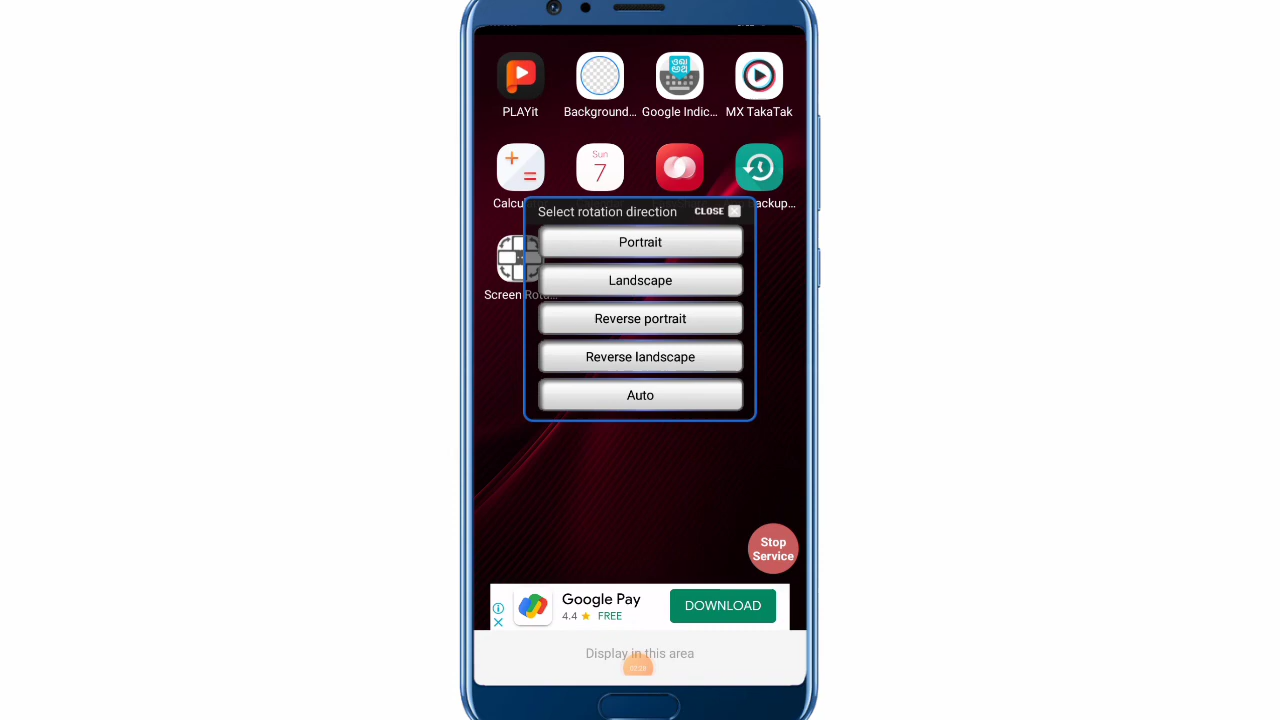 PLAYit
Background...
Google Indic...
MX TakaTak
Sun
7
Calcu
ackup...
Select rotation direction
CLOSE
Portrait
Landscape
Screen Rota...
Reverse portrait
Reverse landscape
Auto
Stop
Service
Google Pay
4.4 ★ FREE
DOWNLOAD
Display in this area